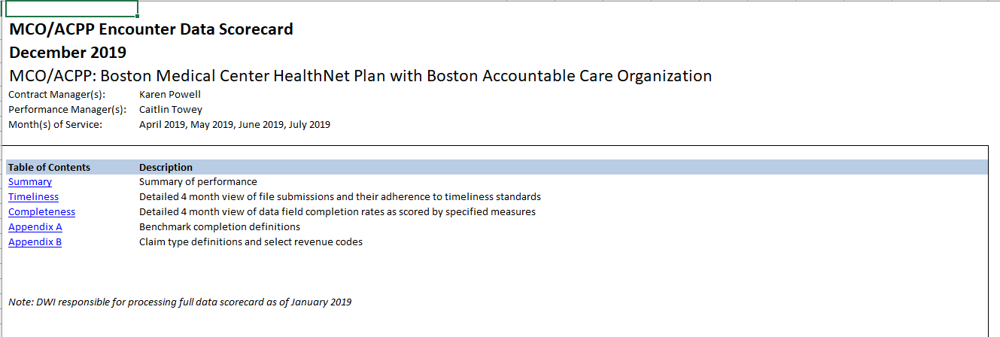 MCO/ACPP Encounter Data Scorecard
December 2019
MCO/ACPP: Boston Medical Center HealthNet Plan with Boston Accountable Care Organization
Contract Manager(s): Karen Powell
Performance Manager(s): Caitlin Towey
Month(s) of Service: April 2019, May 2019, June 2019, July 2019
Table of Contents Description
Summary Summary of performance
Timeliness Detailed 4 month view of file submissions and their adherence to timeliness standards
Completeness Detailed 4 month view of data field completion rates as scored by specified measures
Appendix A Benchmark completion definitions
Appendix B Claim type definitions and select revenue codes
Note: DWI responsible for processing full data scorecard as of January 2019